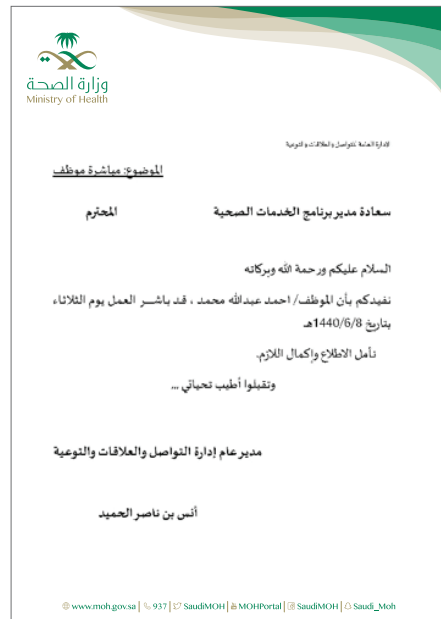 وزارة الصحة
Ministry of Health
الإدارة العامة للتواصل والعلاقات والتوعية
الموضوع: مباشرة موظف
سعادة مدير برنامج الخدمات الصحية المحترم
السلام عليكم ورحمة الله وبركاته
نفيدكم بأن الموظف/ احمد عبدالله محمد ، قد باشــر العمل يوم الثلاثاء
بتاريخ 1440/6/8هـ
نأمل الاطلاع وإكمال اللازم.
وتقبلوا أطيب تحياتي ...
مدير عام إدارة التواصل والعلاقات والتوعية
أنس بن ناصر الحميد
www.moh.gov.sa | 937 | SaudiMOH | MOHPortal | SaudiMOH | Saudi_Moh